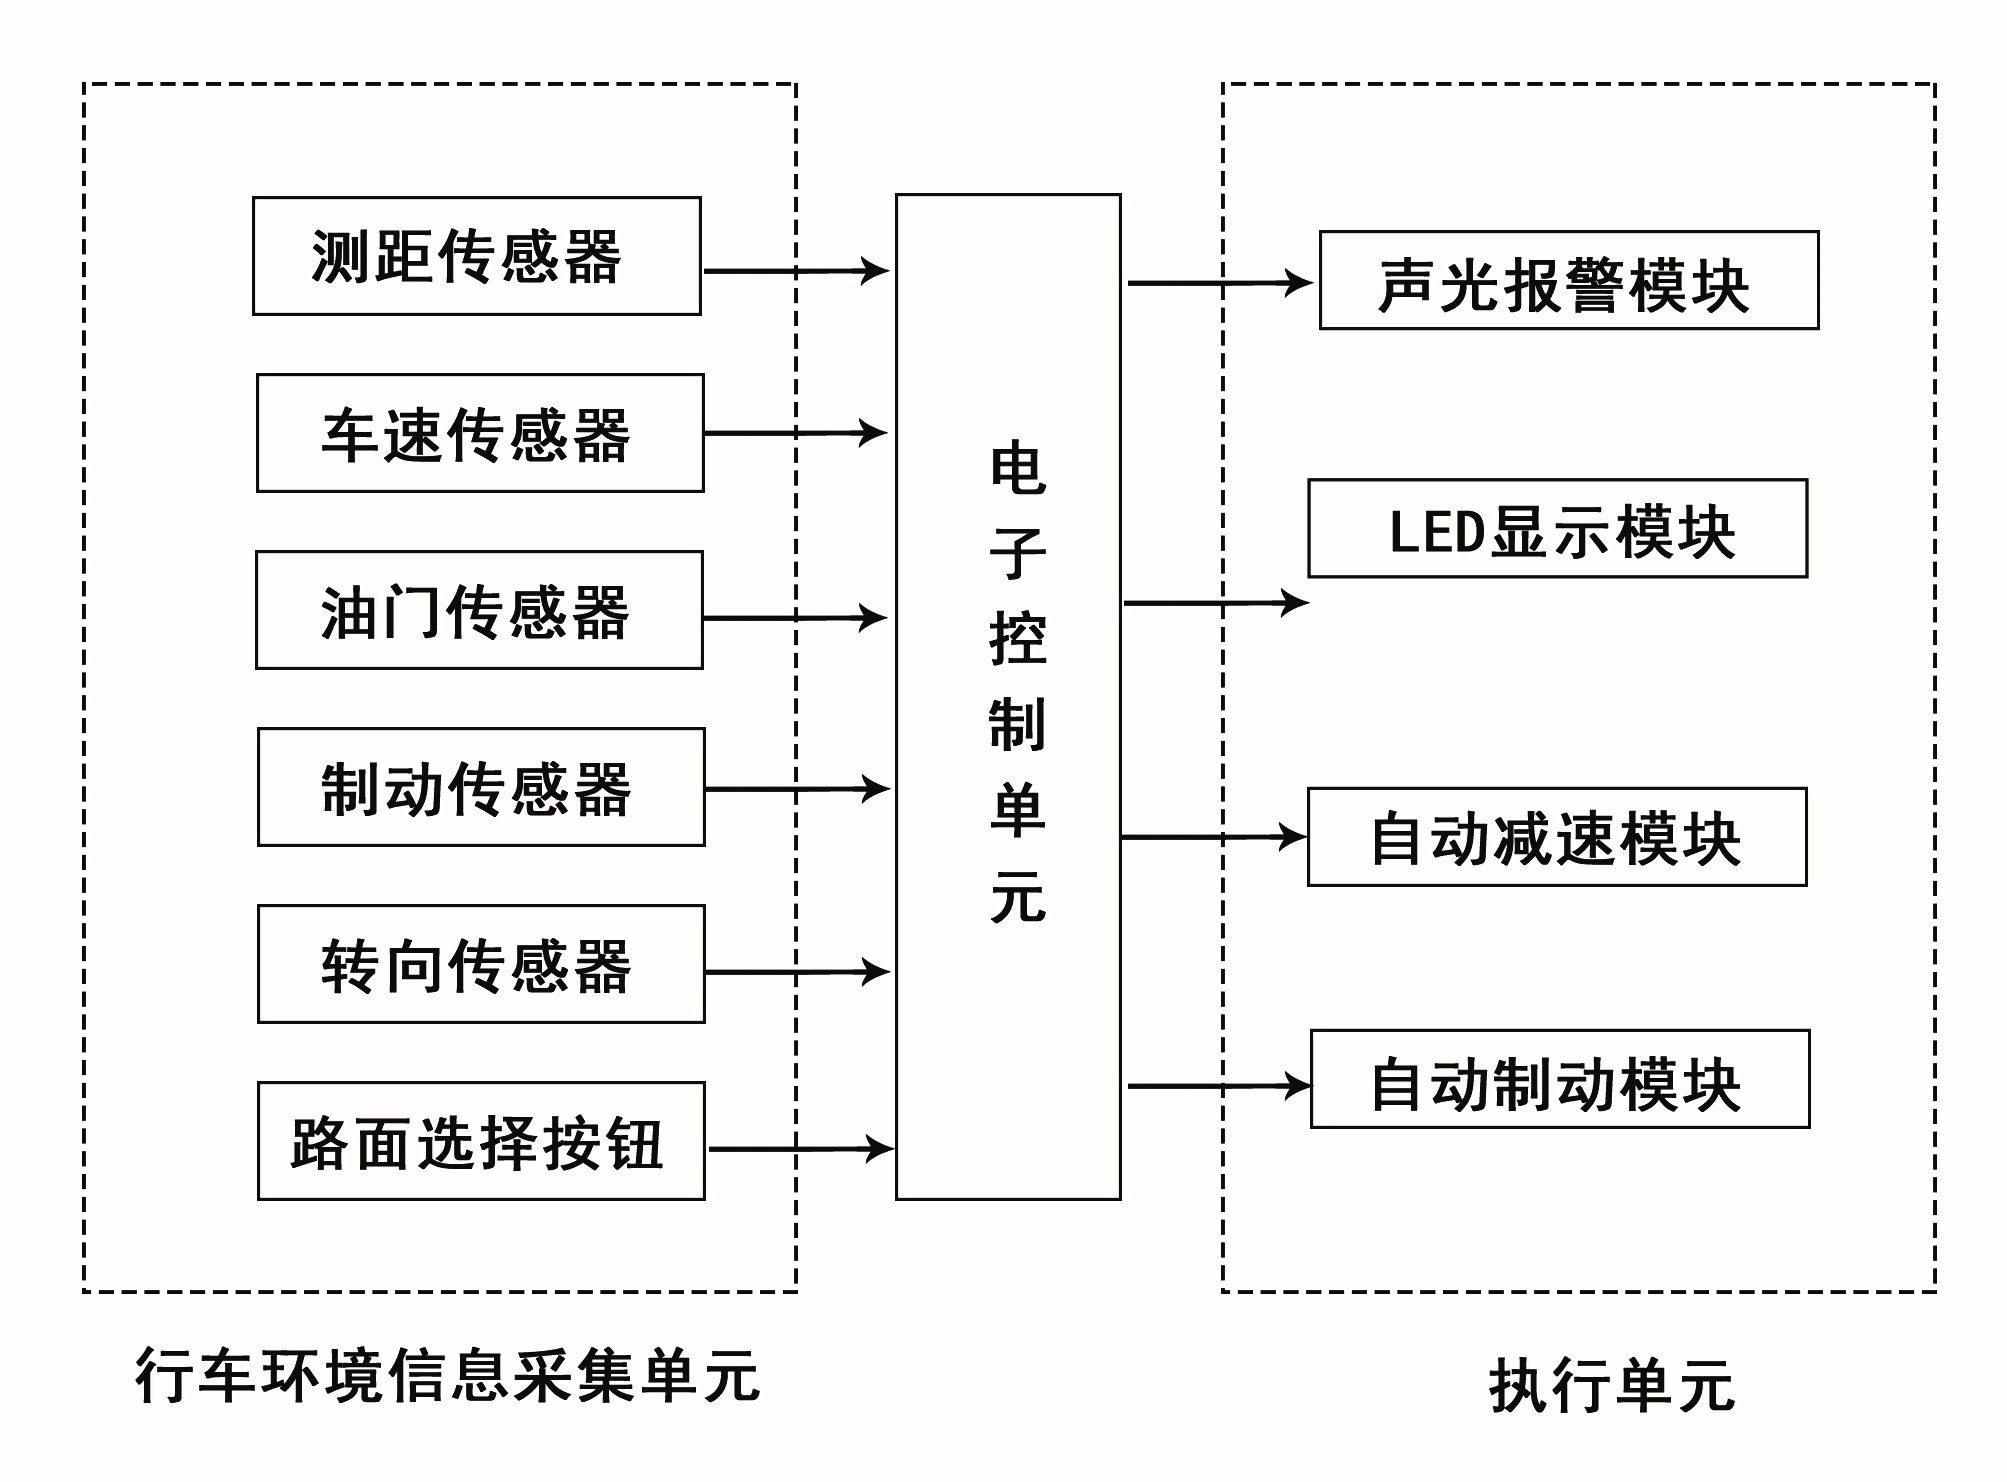 测距传感器
车速传感器
油门传感器
制动传感器
转向传感器
路面选择按钮
行车环境信息采集单元
电子控制单元
声光报警模块
LED显示模块
自动减速模块
自动制动模块
执行单元